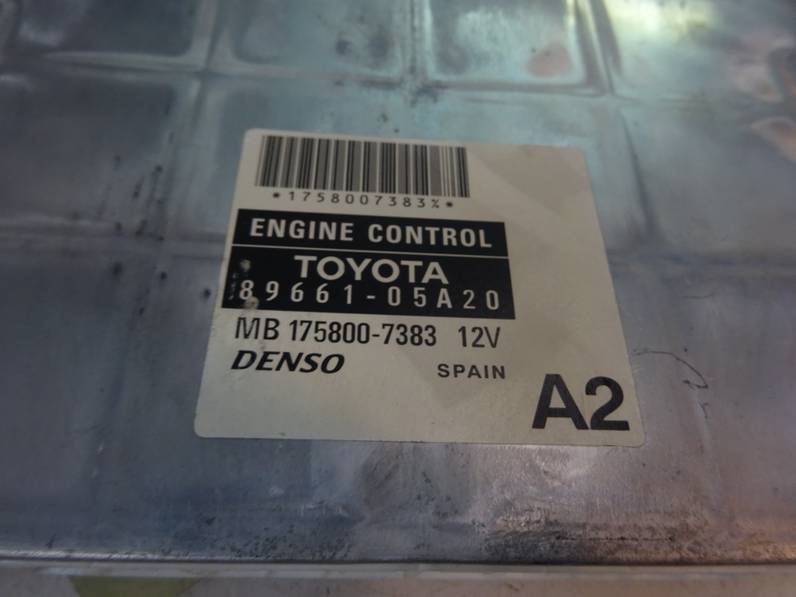 *1758007383%*
ENGINE CONTROL
TOYOTA
89661-05A20
MB 175800-7383 12V
DENSO SPAIN A2